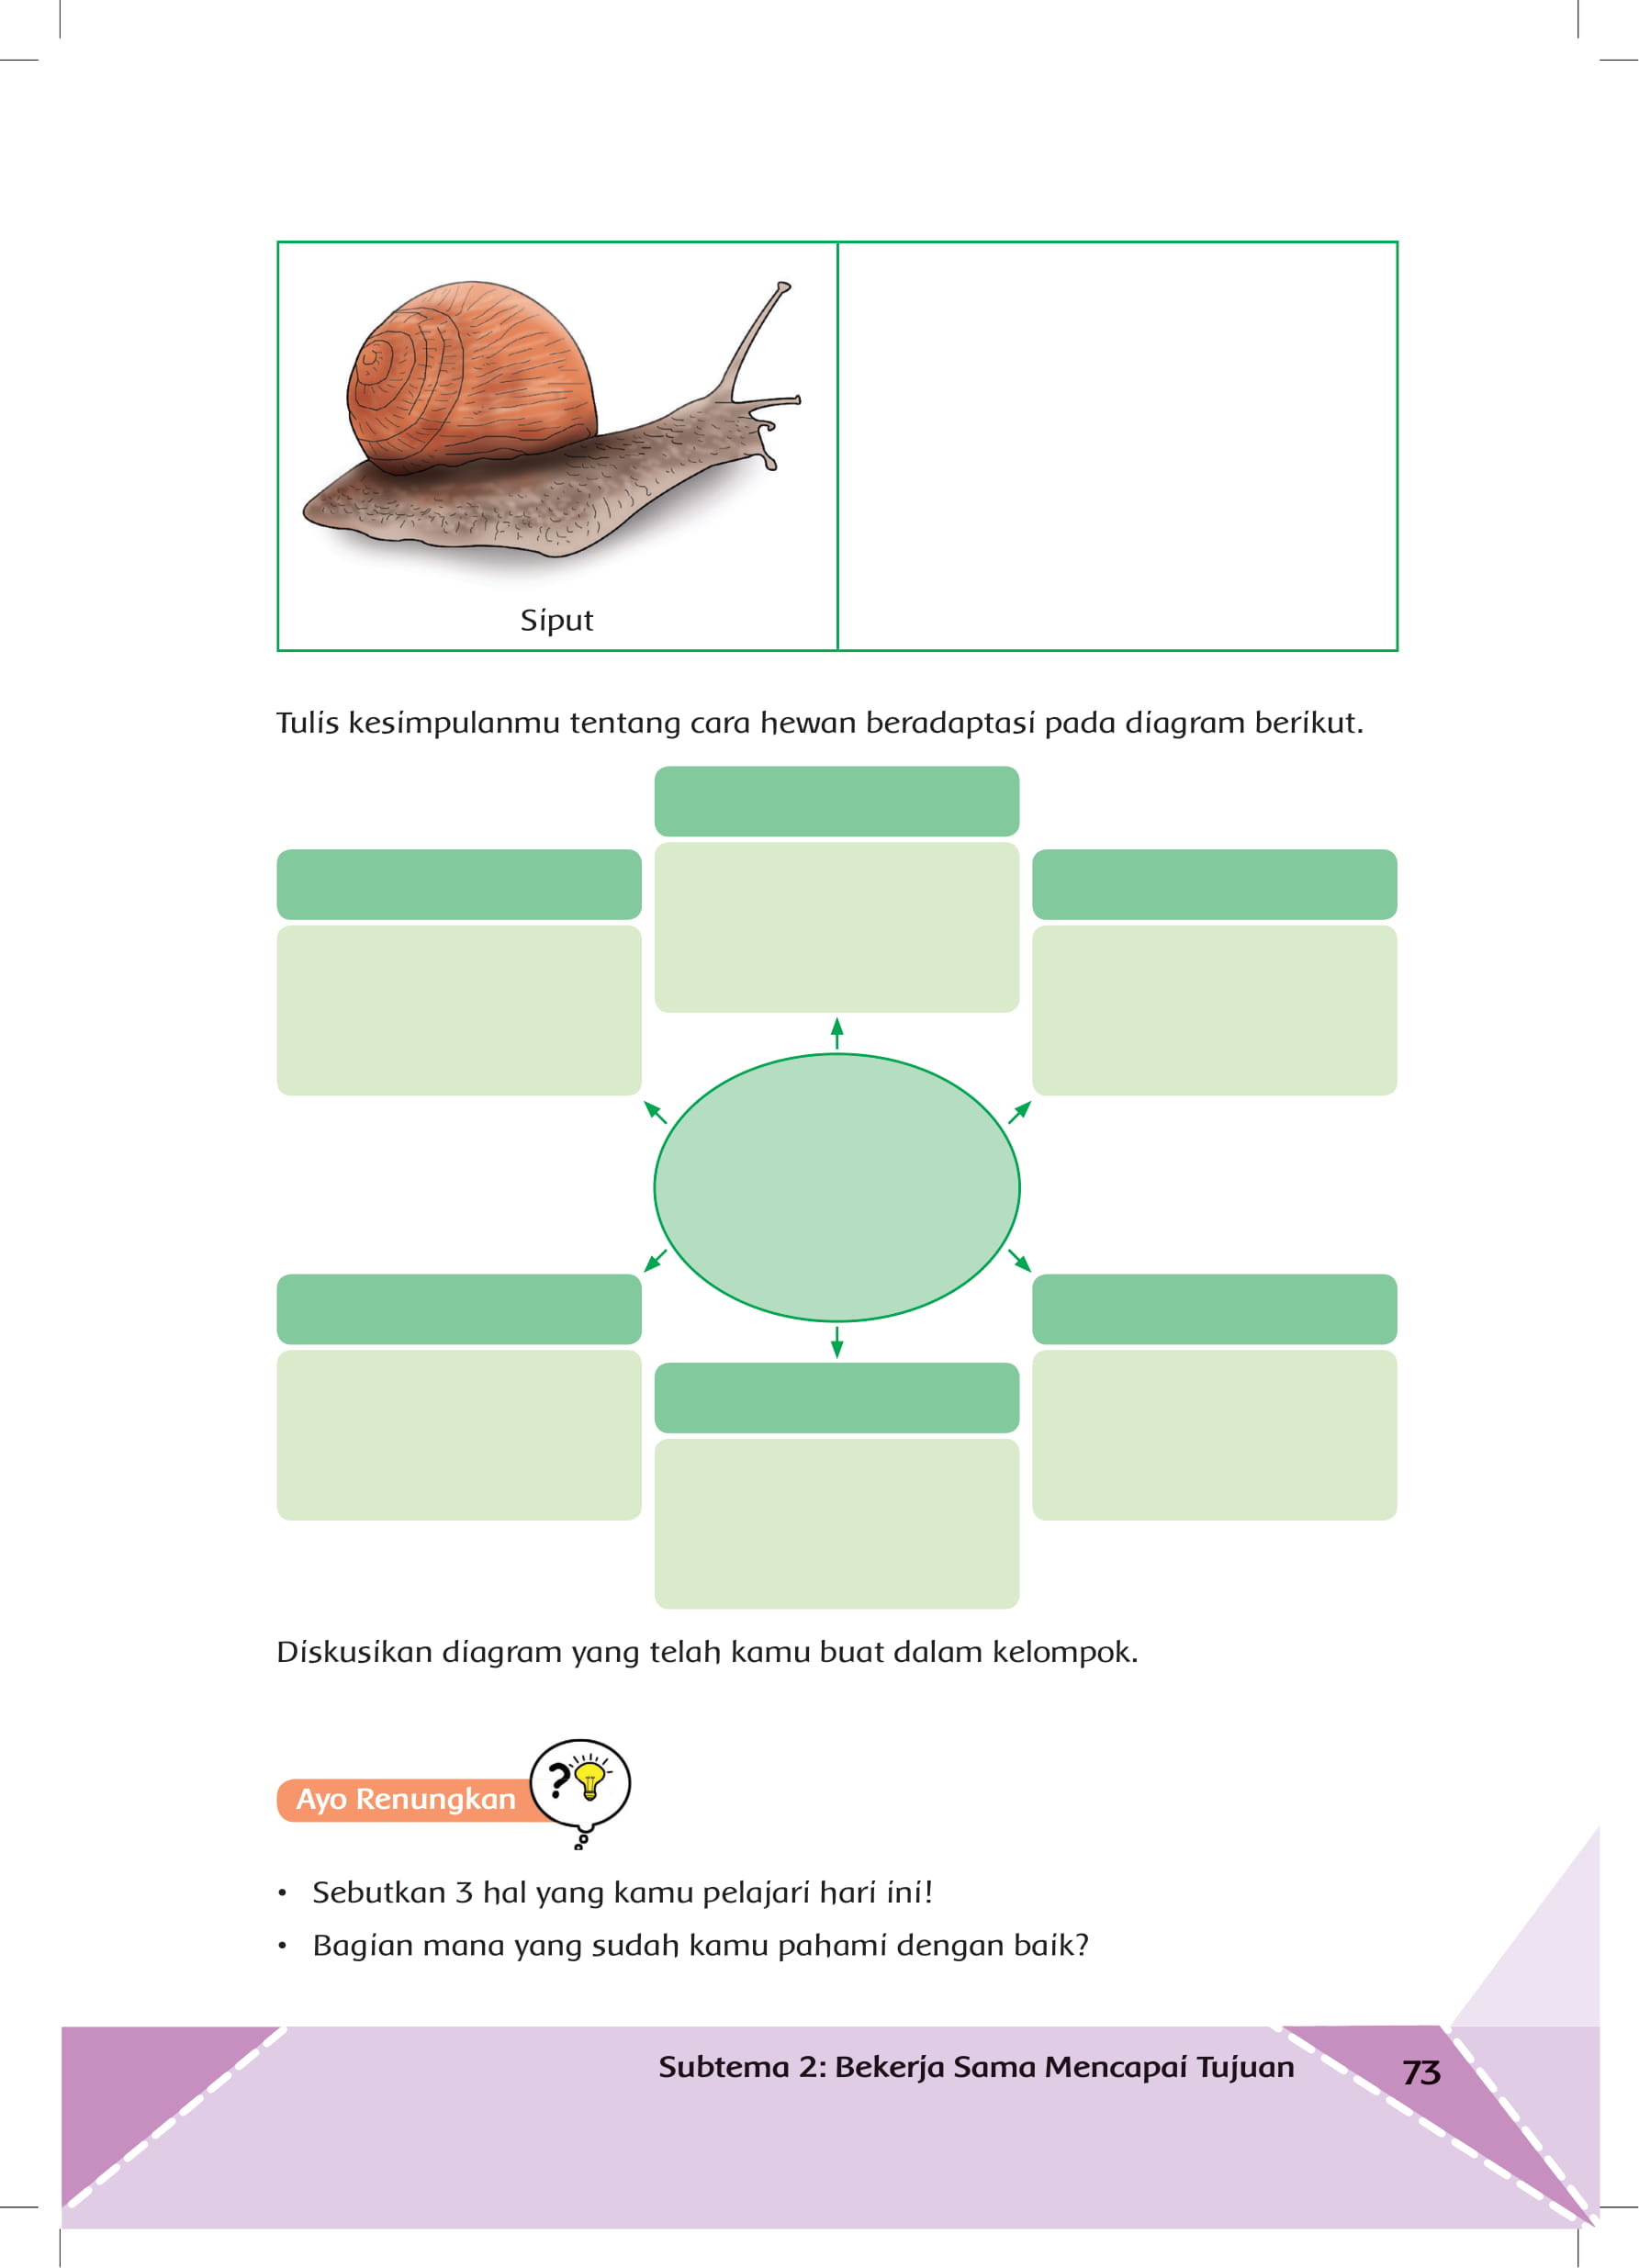 Siput
Tulis kesimpulanmu tentang cara hewan beradaptasi pada diagram berikut.
Diskusikan diagram yang telah kamu buat dalam kelompok.
Ayo Renungkan
?
• Sebutkan 3 hal yang kamu pelajari hari ini!
• Bagian mana yang sudah kamu pahami dengan baik?
Subtema 2: Bekerja Sama Mencapai Tujuan 73